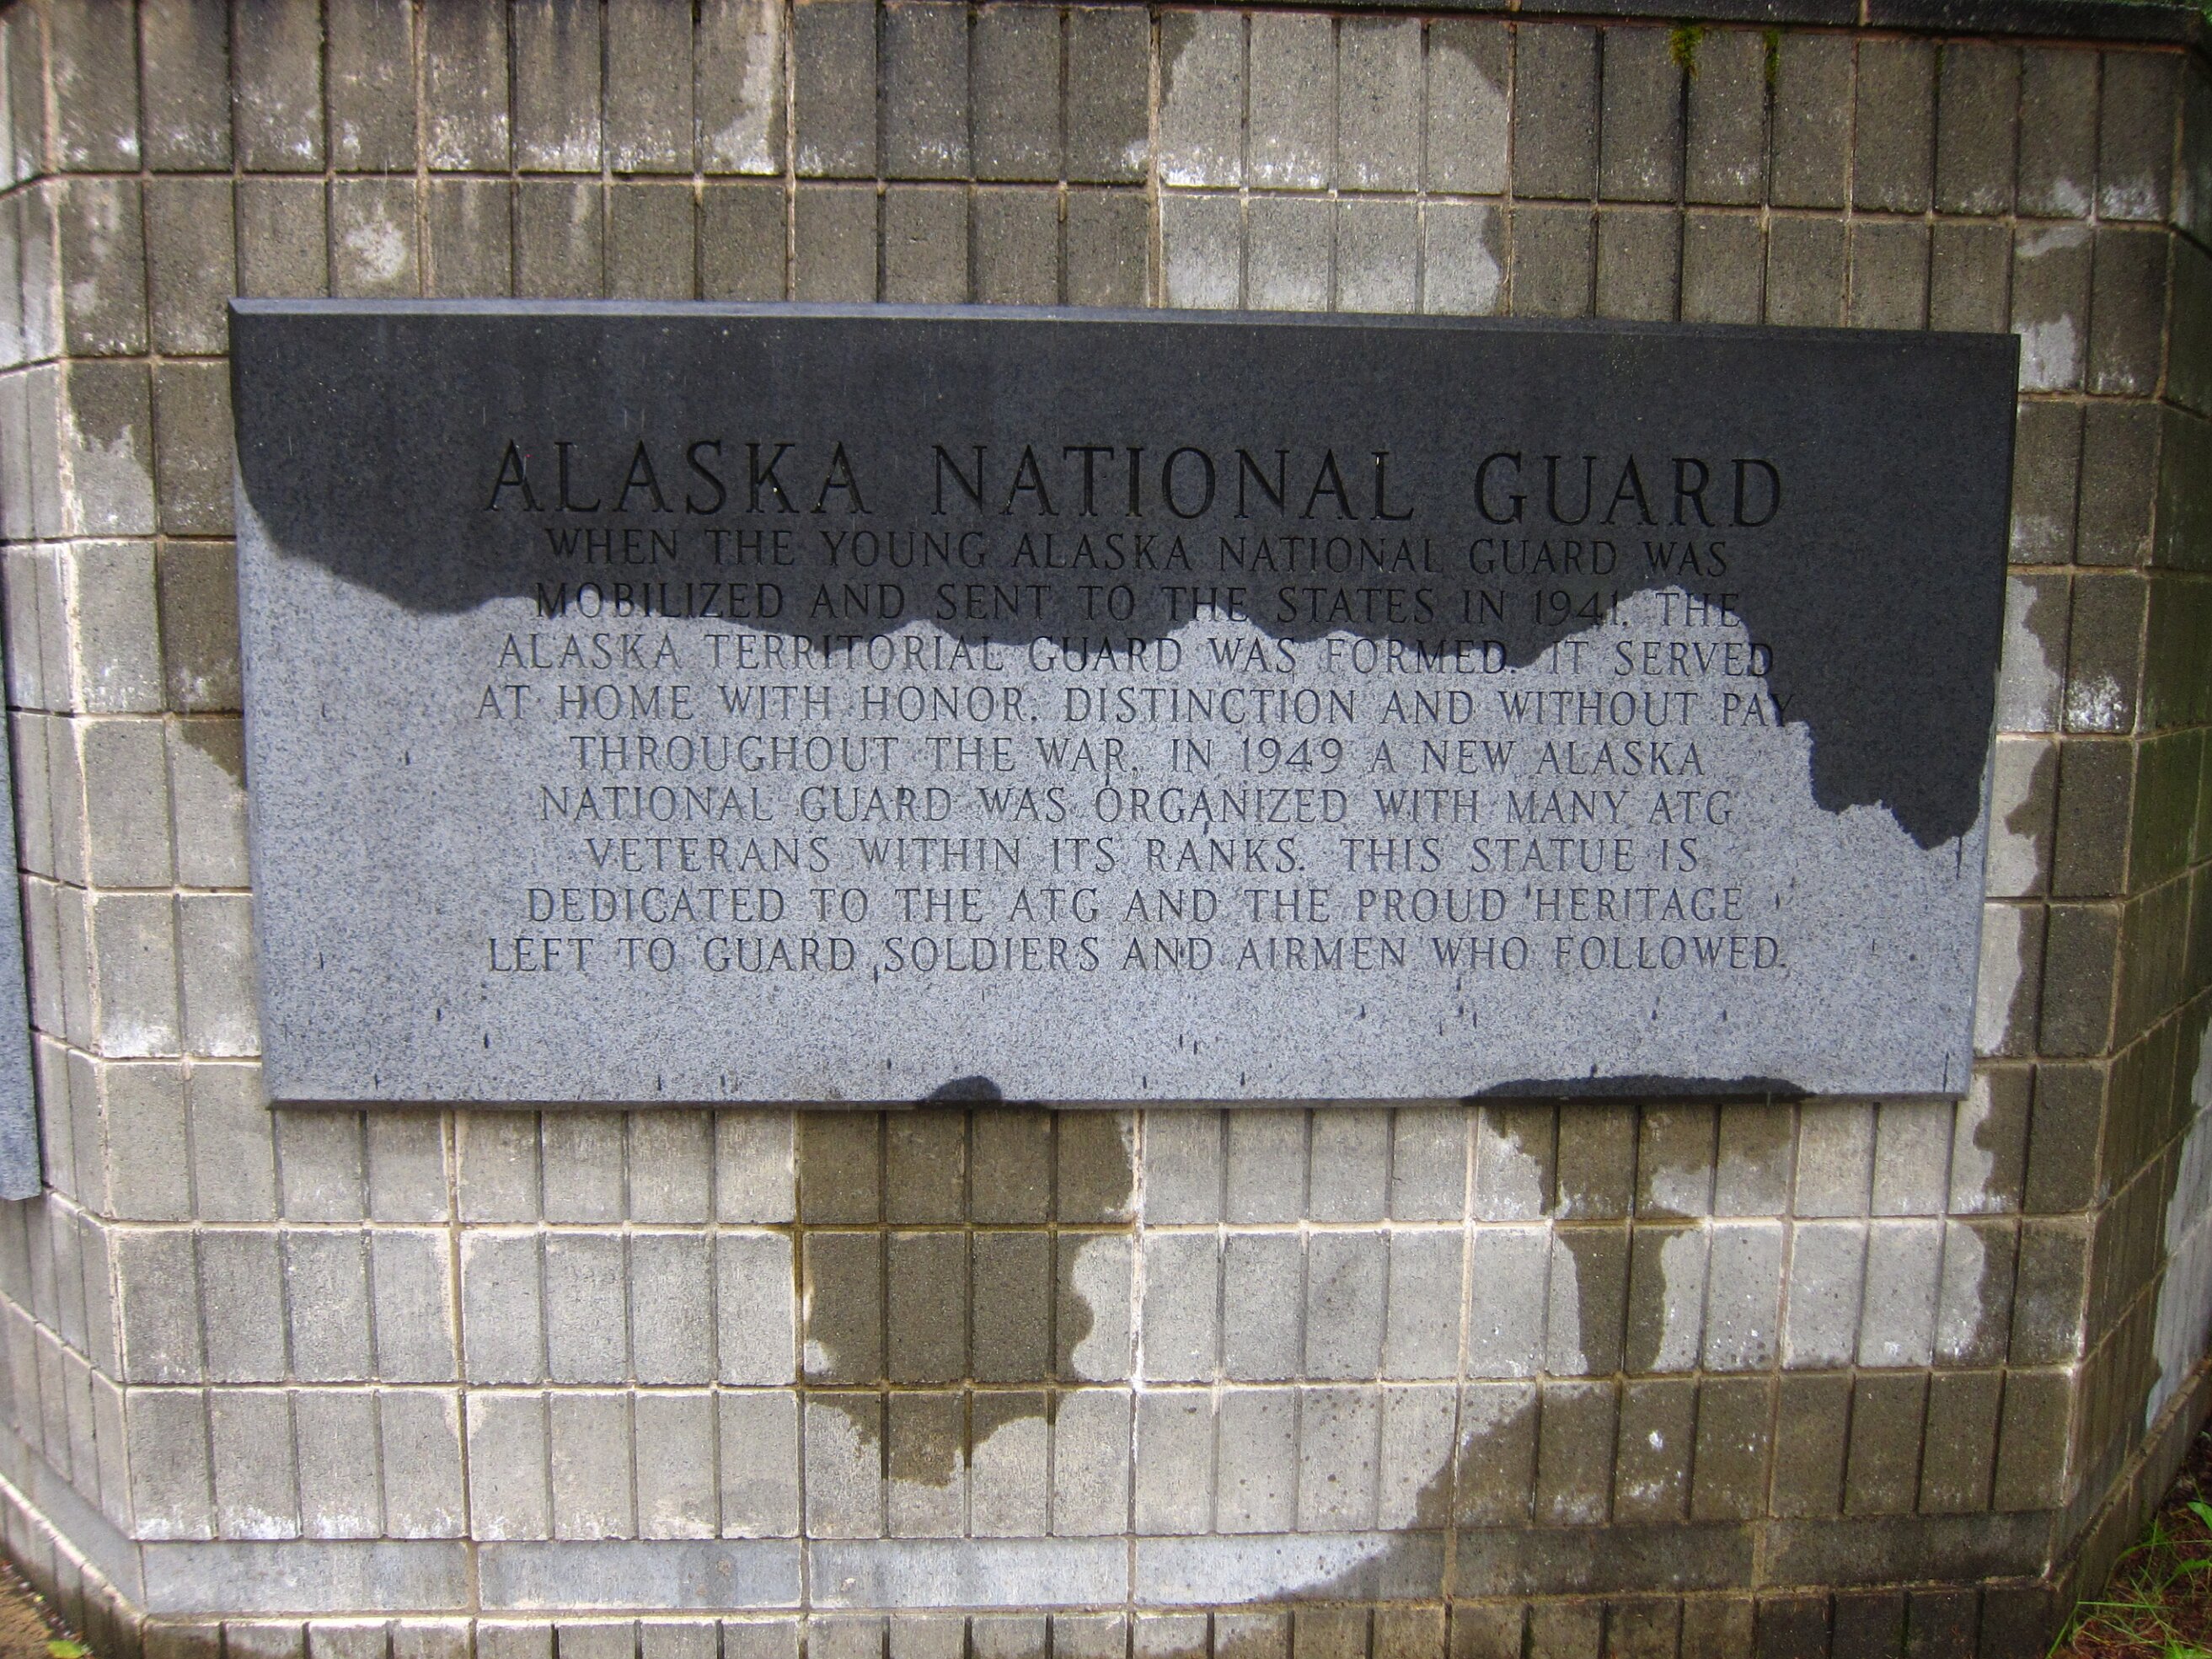 ALASKA NATIONAL GUARD
WHEN THE YOUNG ALASKA NATIONAL GUARD WAS
MOBILIZED AND SENT TO THE STATES IN 1941, THE
ALASKA TERRITORIAL GUARD WAS FORMED. IT SERVED
AT HOME WITH HONOR, DISTINCTION AND WITHOUT PAY
THROUGHOUT THE WAR. IN 1949 A NEW ALASKA
NATIONAL GUARD WAS ORGANIZED WITH MANY ATG
VETERANS WITHIN ITS RANKS. THIS STATUE IS
DEDICATED TO THE ATG AND THE PROUD HERITAGE
LEFT TO GUARD SOLDIERS AND AIRMEN WHO FOLLOWED.